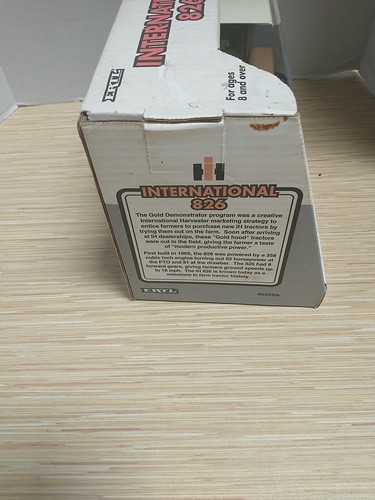 INTERNATIONAL
826
ERTL
For ages
8 and over
IH
INTERNATIONAL
826
The Gold Demonstrator program was a creative
International Harvester marketing strategy to
entice farmers to purchase new IH tractors by
trying them out on the farm. Soon after arriving
at IH dealerships, these "Gold hood" tractors
were out in the field, giving the farmer a taste
of "modern productive power."
First built in 1969, the 826 was powered by a 358
cubic inch engine turning out 92 horsepower at
the PTO and 81 at the drawbar. The 826 had 8
forward gears, giving farmers ground speeds up
to 19 mph. The IH 826 is known today as a
milestone in farm tractor history.
ERTL